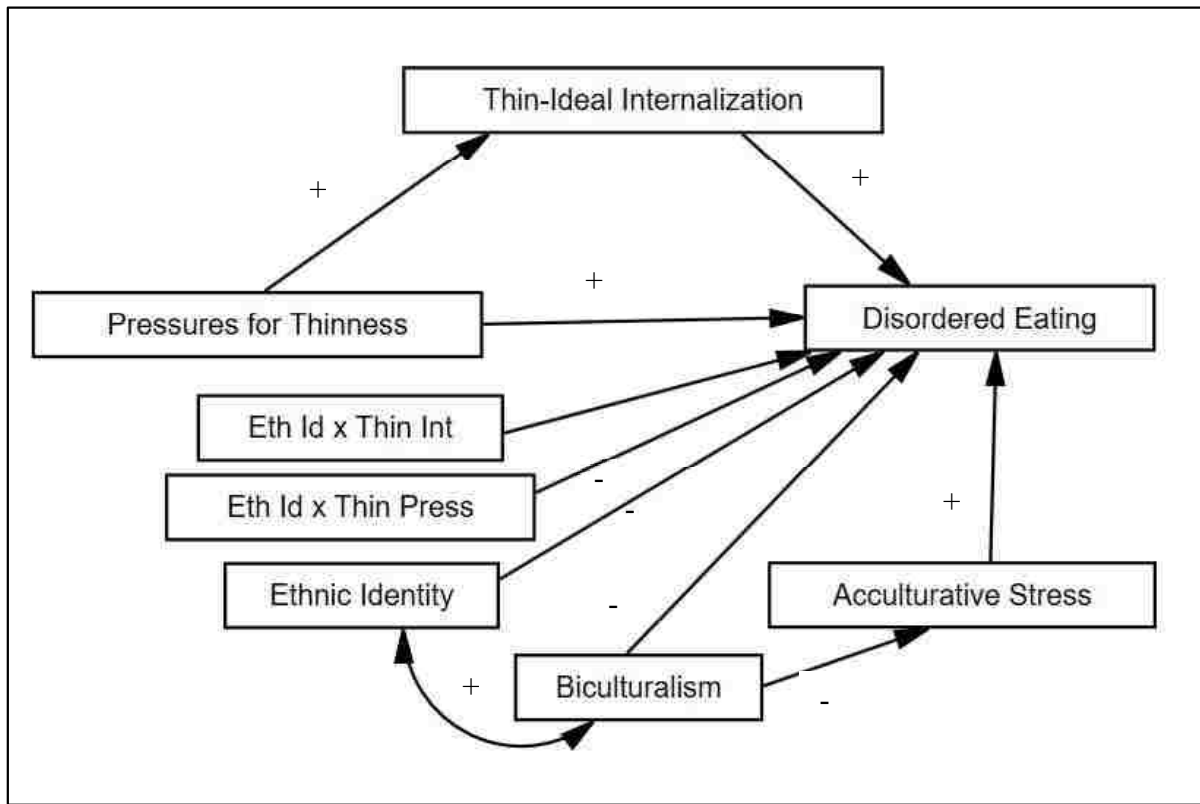 Thin-Ideal Internalization
+
+
+
Pressures for Thinness
Disordered Eating
Eth Id x Thin Int
-
Eth Id x Thin Press
-
+
Ethnic Identity
-
Acculturative Stress
+
Biculturalism
-